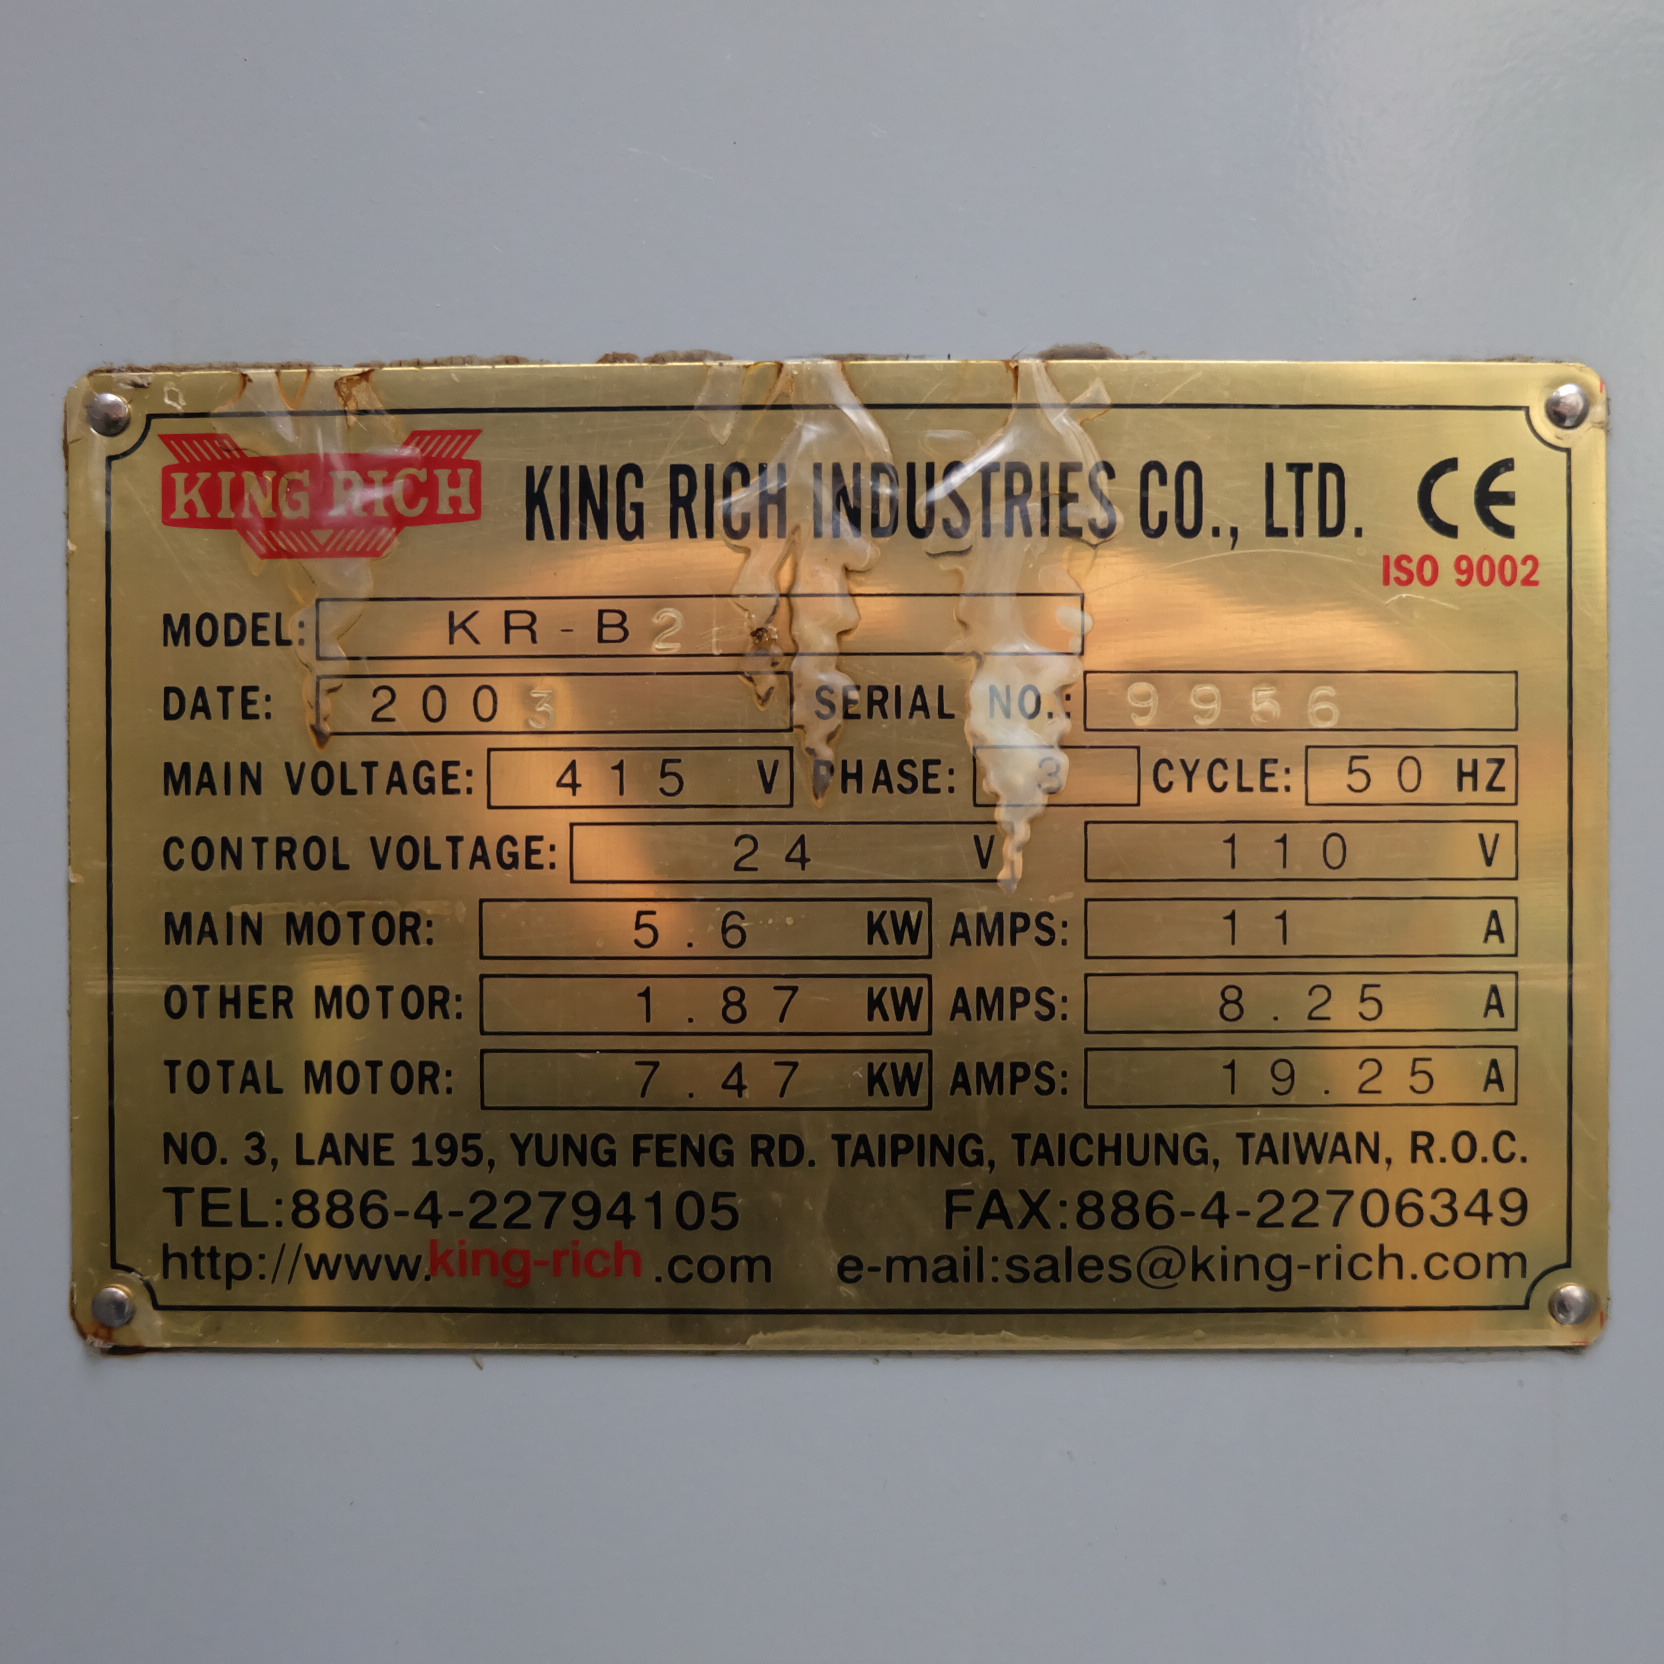 KING RICH KING RICH INDUSTRIES CO., LTD. CE
ISO 9002
MODEL: KR-B2
DATE: 2003 SERIAL NO.: 9956
MAIN VOLTAGE: 415 V PHASE: 3 CYCLE: 50 HZ
CONTROL VOLTAGE: 24 V 110 V
MAIN MOTOR: 5.6 KW AMPS: 11 A
OTHER MOTOR: 1.87 KW AMPS: 8.25 A
TOTAL MOTOR: 7.47 KW AMPS: 19.25 A
NO. 3, LANE 195, YUNG FENG RD. TAIPING, TAICHUNG, TAIWAN, R.O.C.
TEL:886-4-22794105 FAX:886-4-22706349
http://www.king-rich.com e-mail:sales@king-rich.com